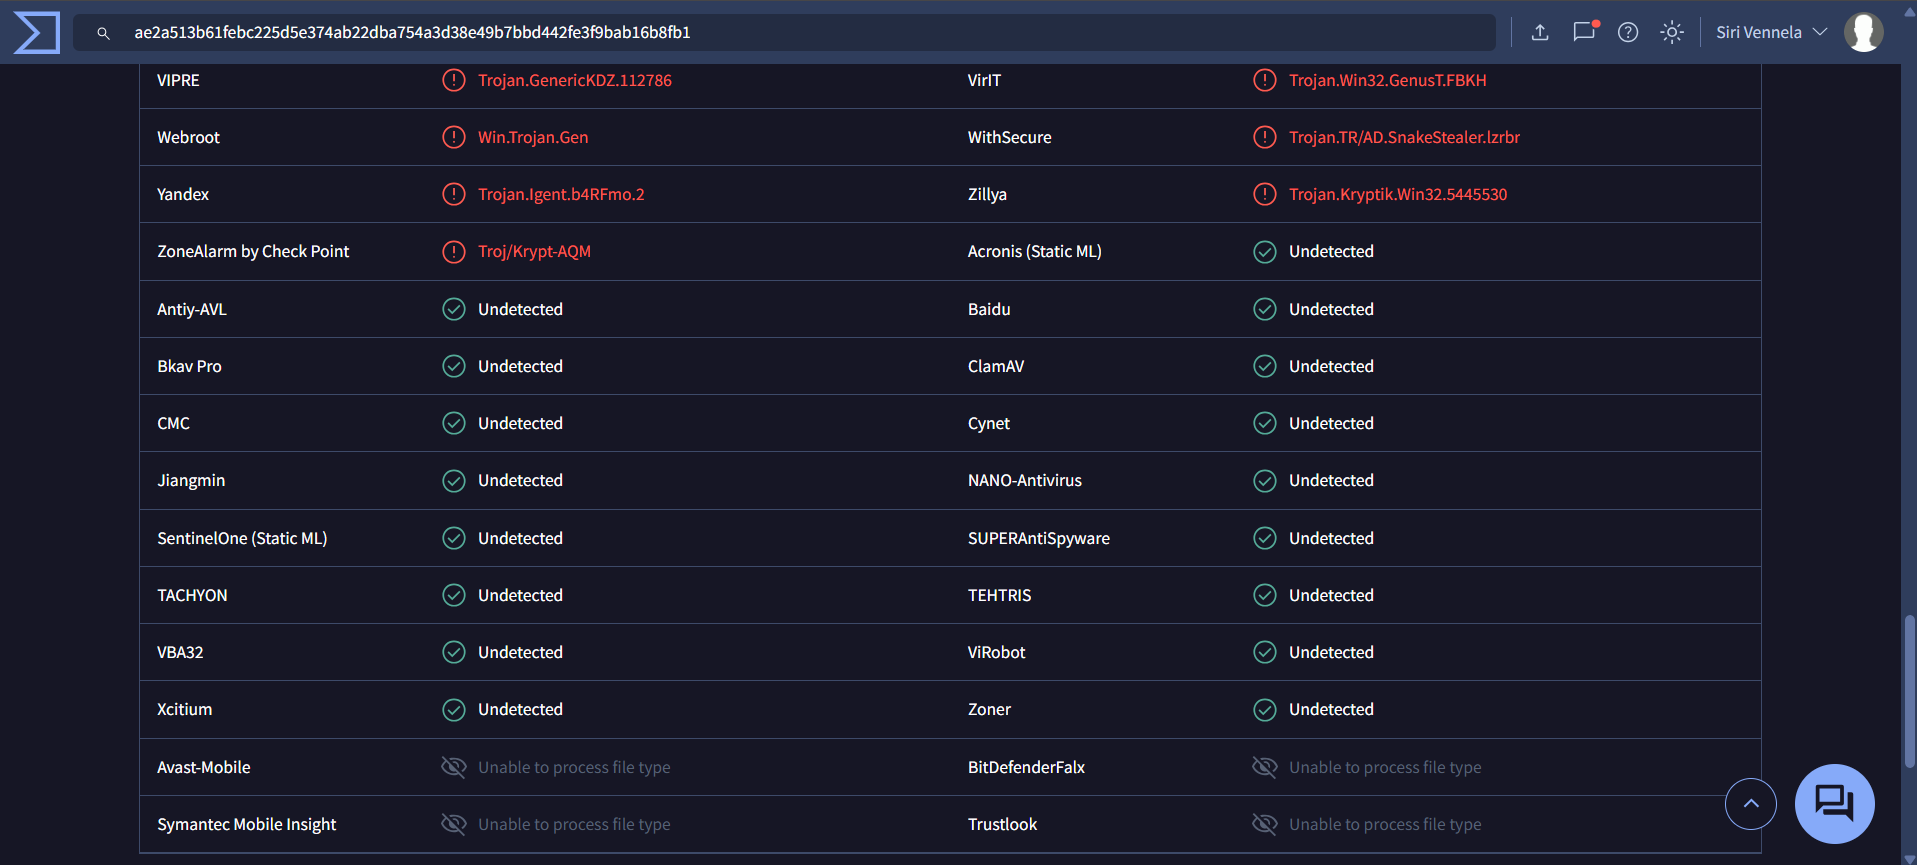 ae2a513b61febc225d5e374ab22dba754a3d38e49b7bbd442fe3f9bab16b8fb1
Siri Vennela
VIPRE Trojan.GenericKDZ.112786 VirIT Trojan.Win32.GenusT.FBKH
Webroot Win.Trojan.Gen WithSecure Trojan.TR/AD.SnakeStealer.lzrbr
Yandex Trojan.Igent.b4RFmo.2 Zillya Trojan.Kryptik.Win32.5445530
ZoneAlarm by Check Point Troj/Krypt-AQM Acronis (Static ML) Undetected
Antiy-AVL Undetected Baidu Undetected
Bkav Pro Undetected ClamAV Undetected
CMC Undetected Cynet Undetected
Jiangmin Undetected NANO-Antivirus Undetected
SentinelOne (Static ML) Undetected SUPERAntiSpyware Undetected
TACHYON Undetected TEHTRIS Undetected
VBA32 Undetected ViRobot Undetected
Xcitium Undetected Zoner Undetected
Avast-Mobile Unable to process file type BitDefenderFalx Unable to process file type
Symantec Mobile Insight Unable to process file type Trustlook Unable to process file type